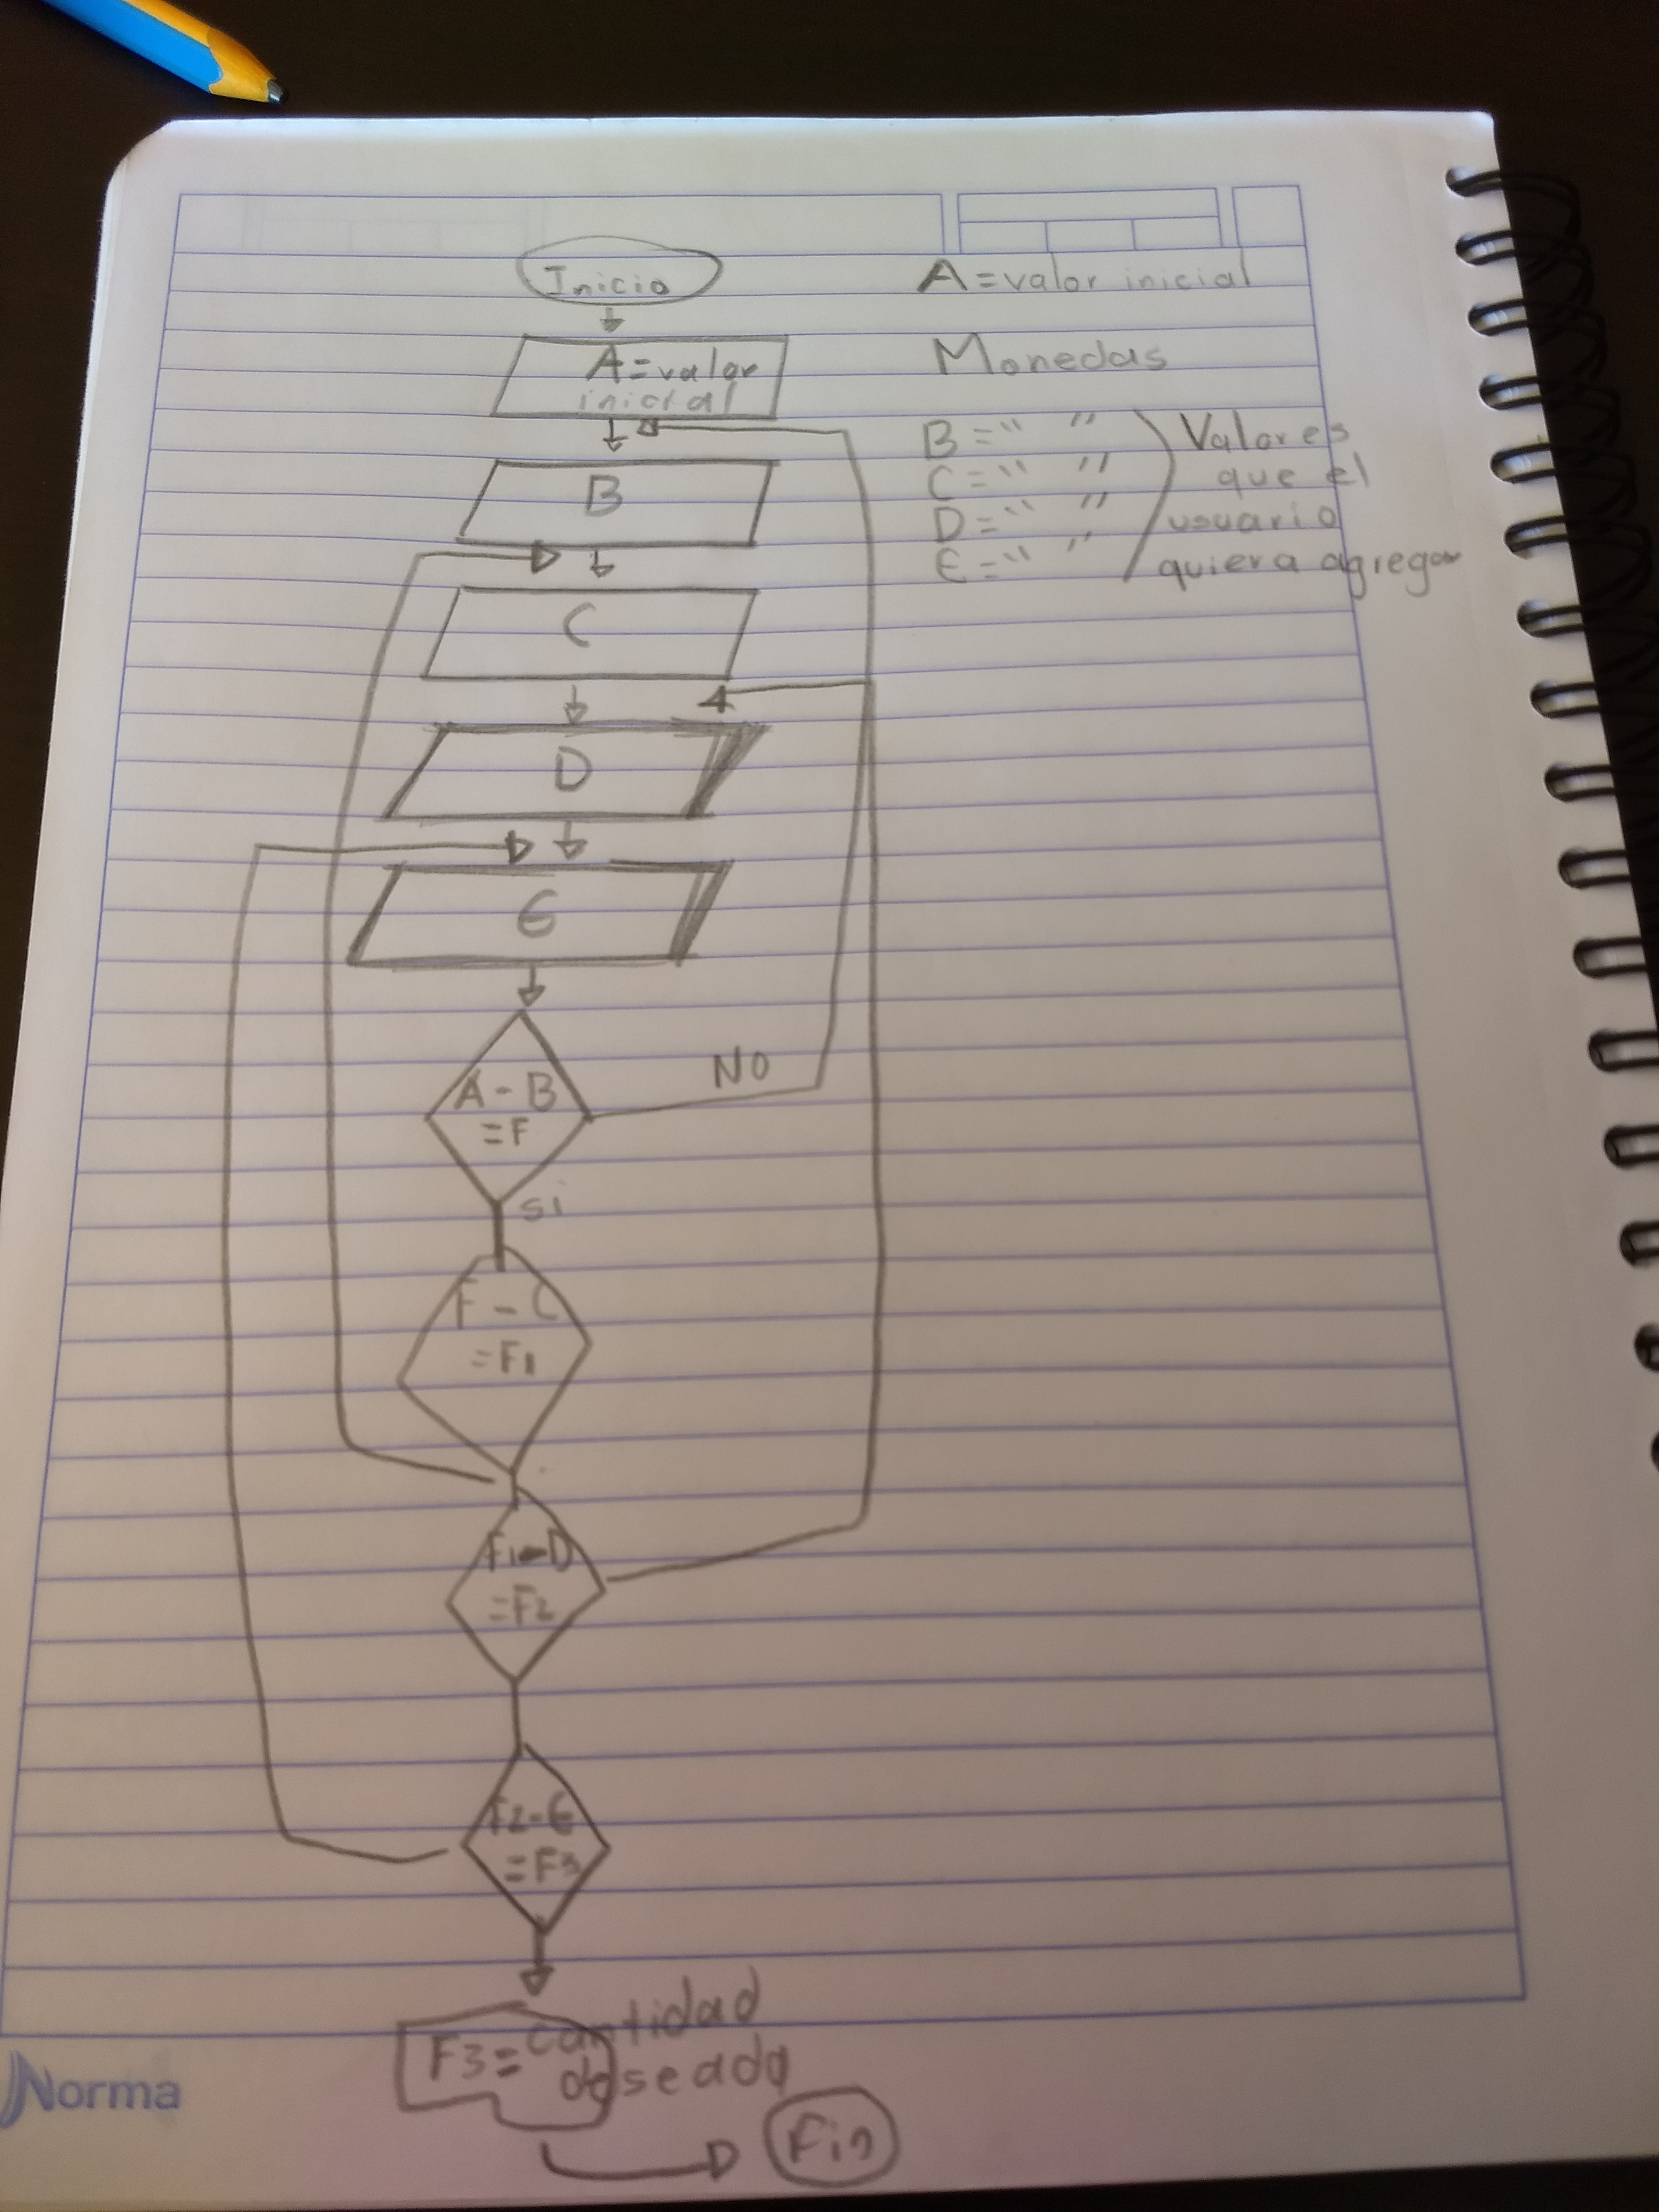 Inicio
A = valor inicial
A = valor
inicial
Monedas
B = " "
C = " "
D = " "
E = " "
Valores
que el
usuario
quiera agregar
B
C
D
E
A - B
= F
NO
si
F - C
= F1
F1 - D
= F2
F2 - E
= F3
F3 = cantidad
deseada
Fin
Norma